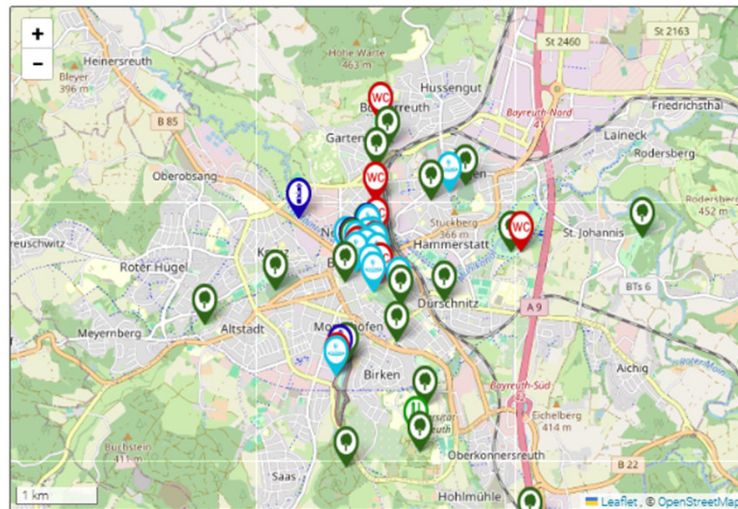 +
−
Heinersreuth
Bleyer
396 m
Hohe Warte
463 m
Hussengut
St 2460
St 2163
WC
Bayreuth-Nord
41
Friedrichsthal
B 85
Laineck
Rodersberg
Oberobsang
WC
Rodersberg
452 m
Stuckberg
366 m
WC
Hammerstatt
St. Johannis
Roter Hügel
BTs 6
Dürschnitz
A 9
Meyernberg
Altstadt
Birken
Aichig
Bayreuth-Süd
Eichelberg
414 m
Buchstein
411 m
Oberkonnersreuth
B 22
Saas
Hohlmühle
1 km
Leaflet, © OpenStreetMap